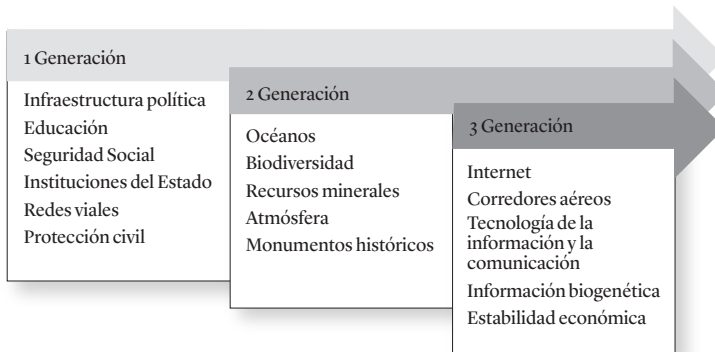 1 Generación
Infraestructura política
Educación
Seguridad Social
Instituciones del Estado
Redes viales
Protección civil
2 Generación
Océanos
Biodiversidad
Recursos minerales
Atmósfera
Monumentos históricos
3 Generación
Internet
Corredores aéreos
Tecnología de la
información y la
comunicación
Información biogenética
Estabilidad económica